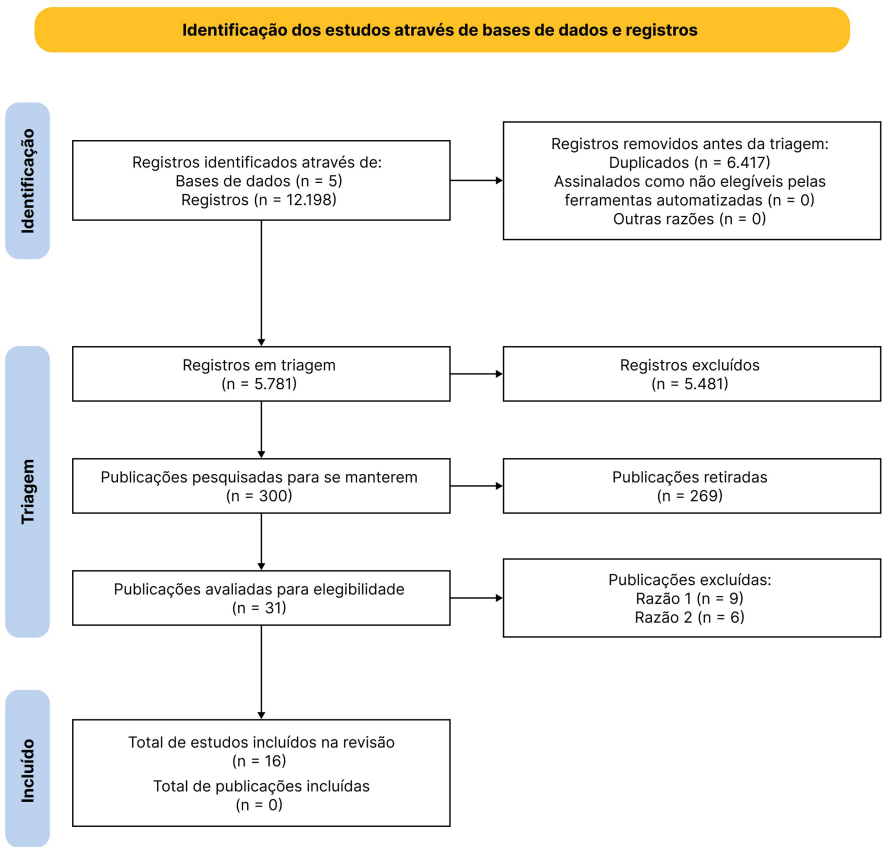 Identificação dos estudos através de bases de dados e registros
Identificação
Registros identificados através de:
Bases de dados (n = 5)
Registros (n = 12.198)
Registros removidos antes da triagem:
Duplicados (n = 6.417)
Assinalados como não elegíveis pelas
ferramentas automatizadas (n = 0)
Outras razões (n = 0)
Triagem
Registros em triagem
(n = 5.781)
Registros excluídos
(n = 5.481)
Publicações pesquisadas para se manterem
(n = 300)
Publicações retiradas
(n = 269)
Publicações avaliadas para elegibilidade
(n = 31)
Publicações excluídas:
Razão 1 (n = 9)
Razão 2 (n = 6)
Incluído
Total de estudos incluídos na revisão
(n = 16)
Total de publicações incluídas
(n = 0)